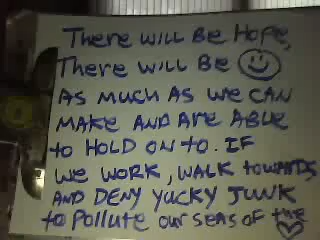 There will Be Hope,
There will Be ☺
As much As we can
make and are able
to hold on to. If
we work, walk towards
And Deny yucky Junk
to Pollute our seas of the ♡